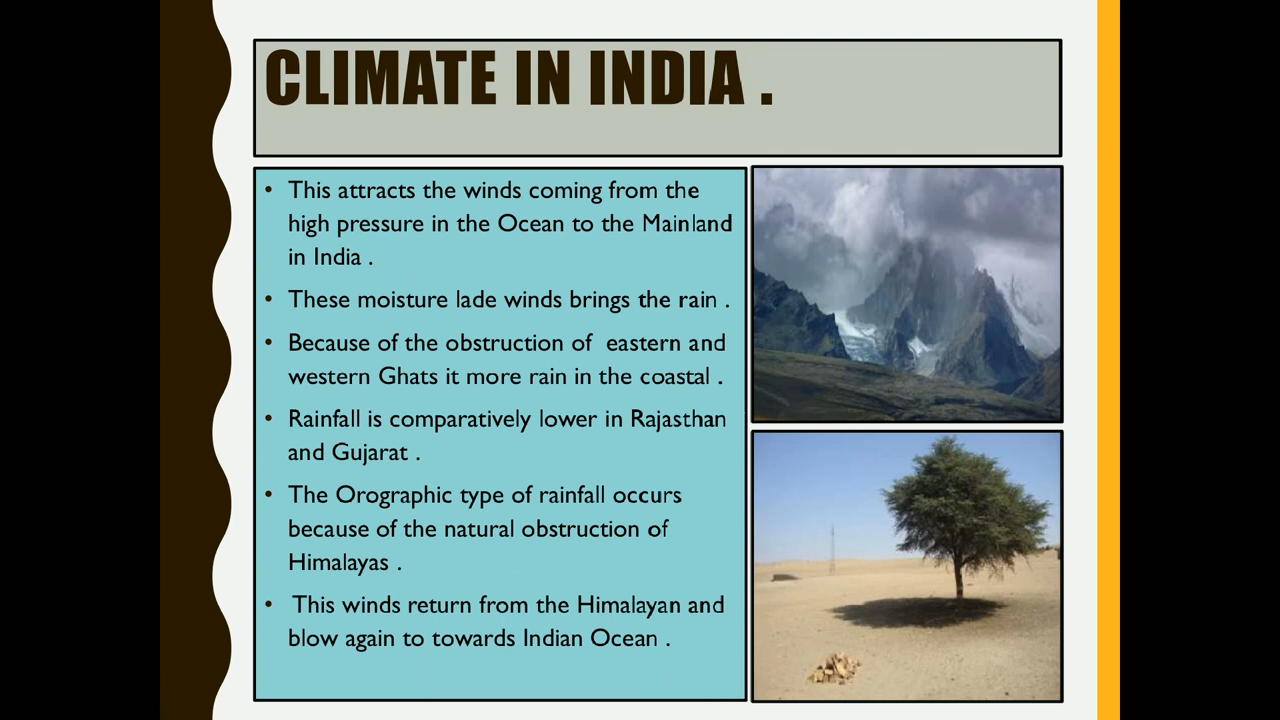 CLIMATE IN INDIA .
• This attracts the winds coming from the
high pressure in the Ocean to the Mainland
in India .
• These moisture lade winds brings the rain .
• Because of the obstruction of  eastern and
western Ghats it more rain in the coastal .
• Rainfall is comparatively lower in Rajasthan
and Gujarat .
• The Orographic type of rainfall occurs
because of the natural obstruction of
Himalayas .
• This winds return from the Himalayan and
blow again to towards Indian Ocean .